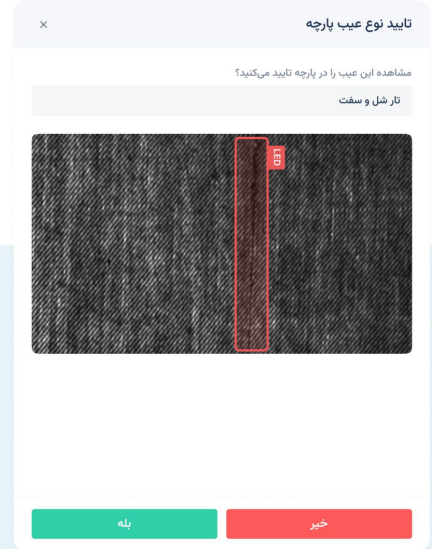 تایید نوع عیب پارچه
×
مشاهده این عیب را در پارچه تایید می‌کنید؟
تار شل و سفت
LED
خیر
بله